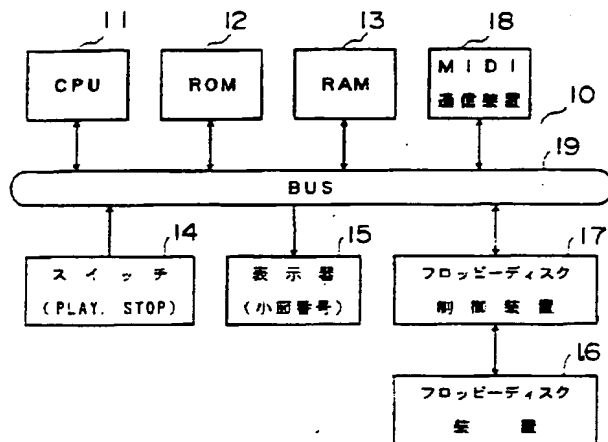 11
12
13
18
CPU
ROM
RAM
MIDI
通信装置
10
19
BUS
14
スイッチ
(PLAY. STOP)
15
表示器
(小節番号)
17
フロッピーディスク
制御装置
16
フロッピーディスク
装置